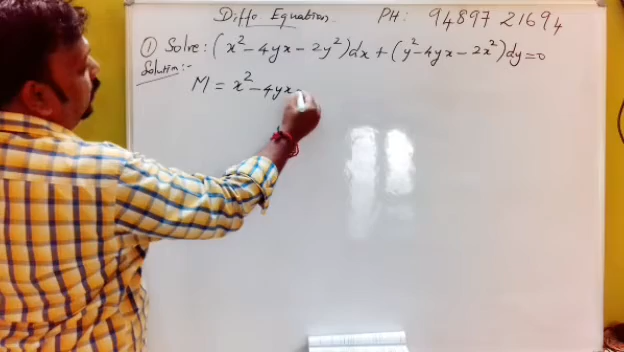 Diffe. Equation. PH: 94897 21694
① Solve: (x² - 4yx - 2y²)dx + (y² - 4yx - 2x²)dy = 0
Solution:-
M = x² - 4yx